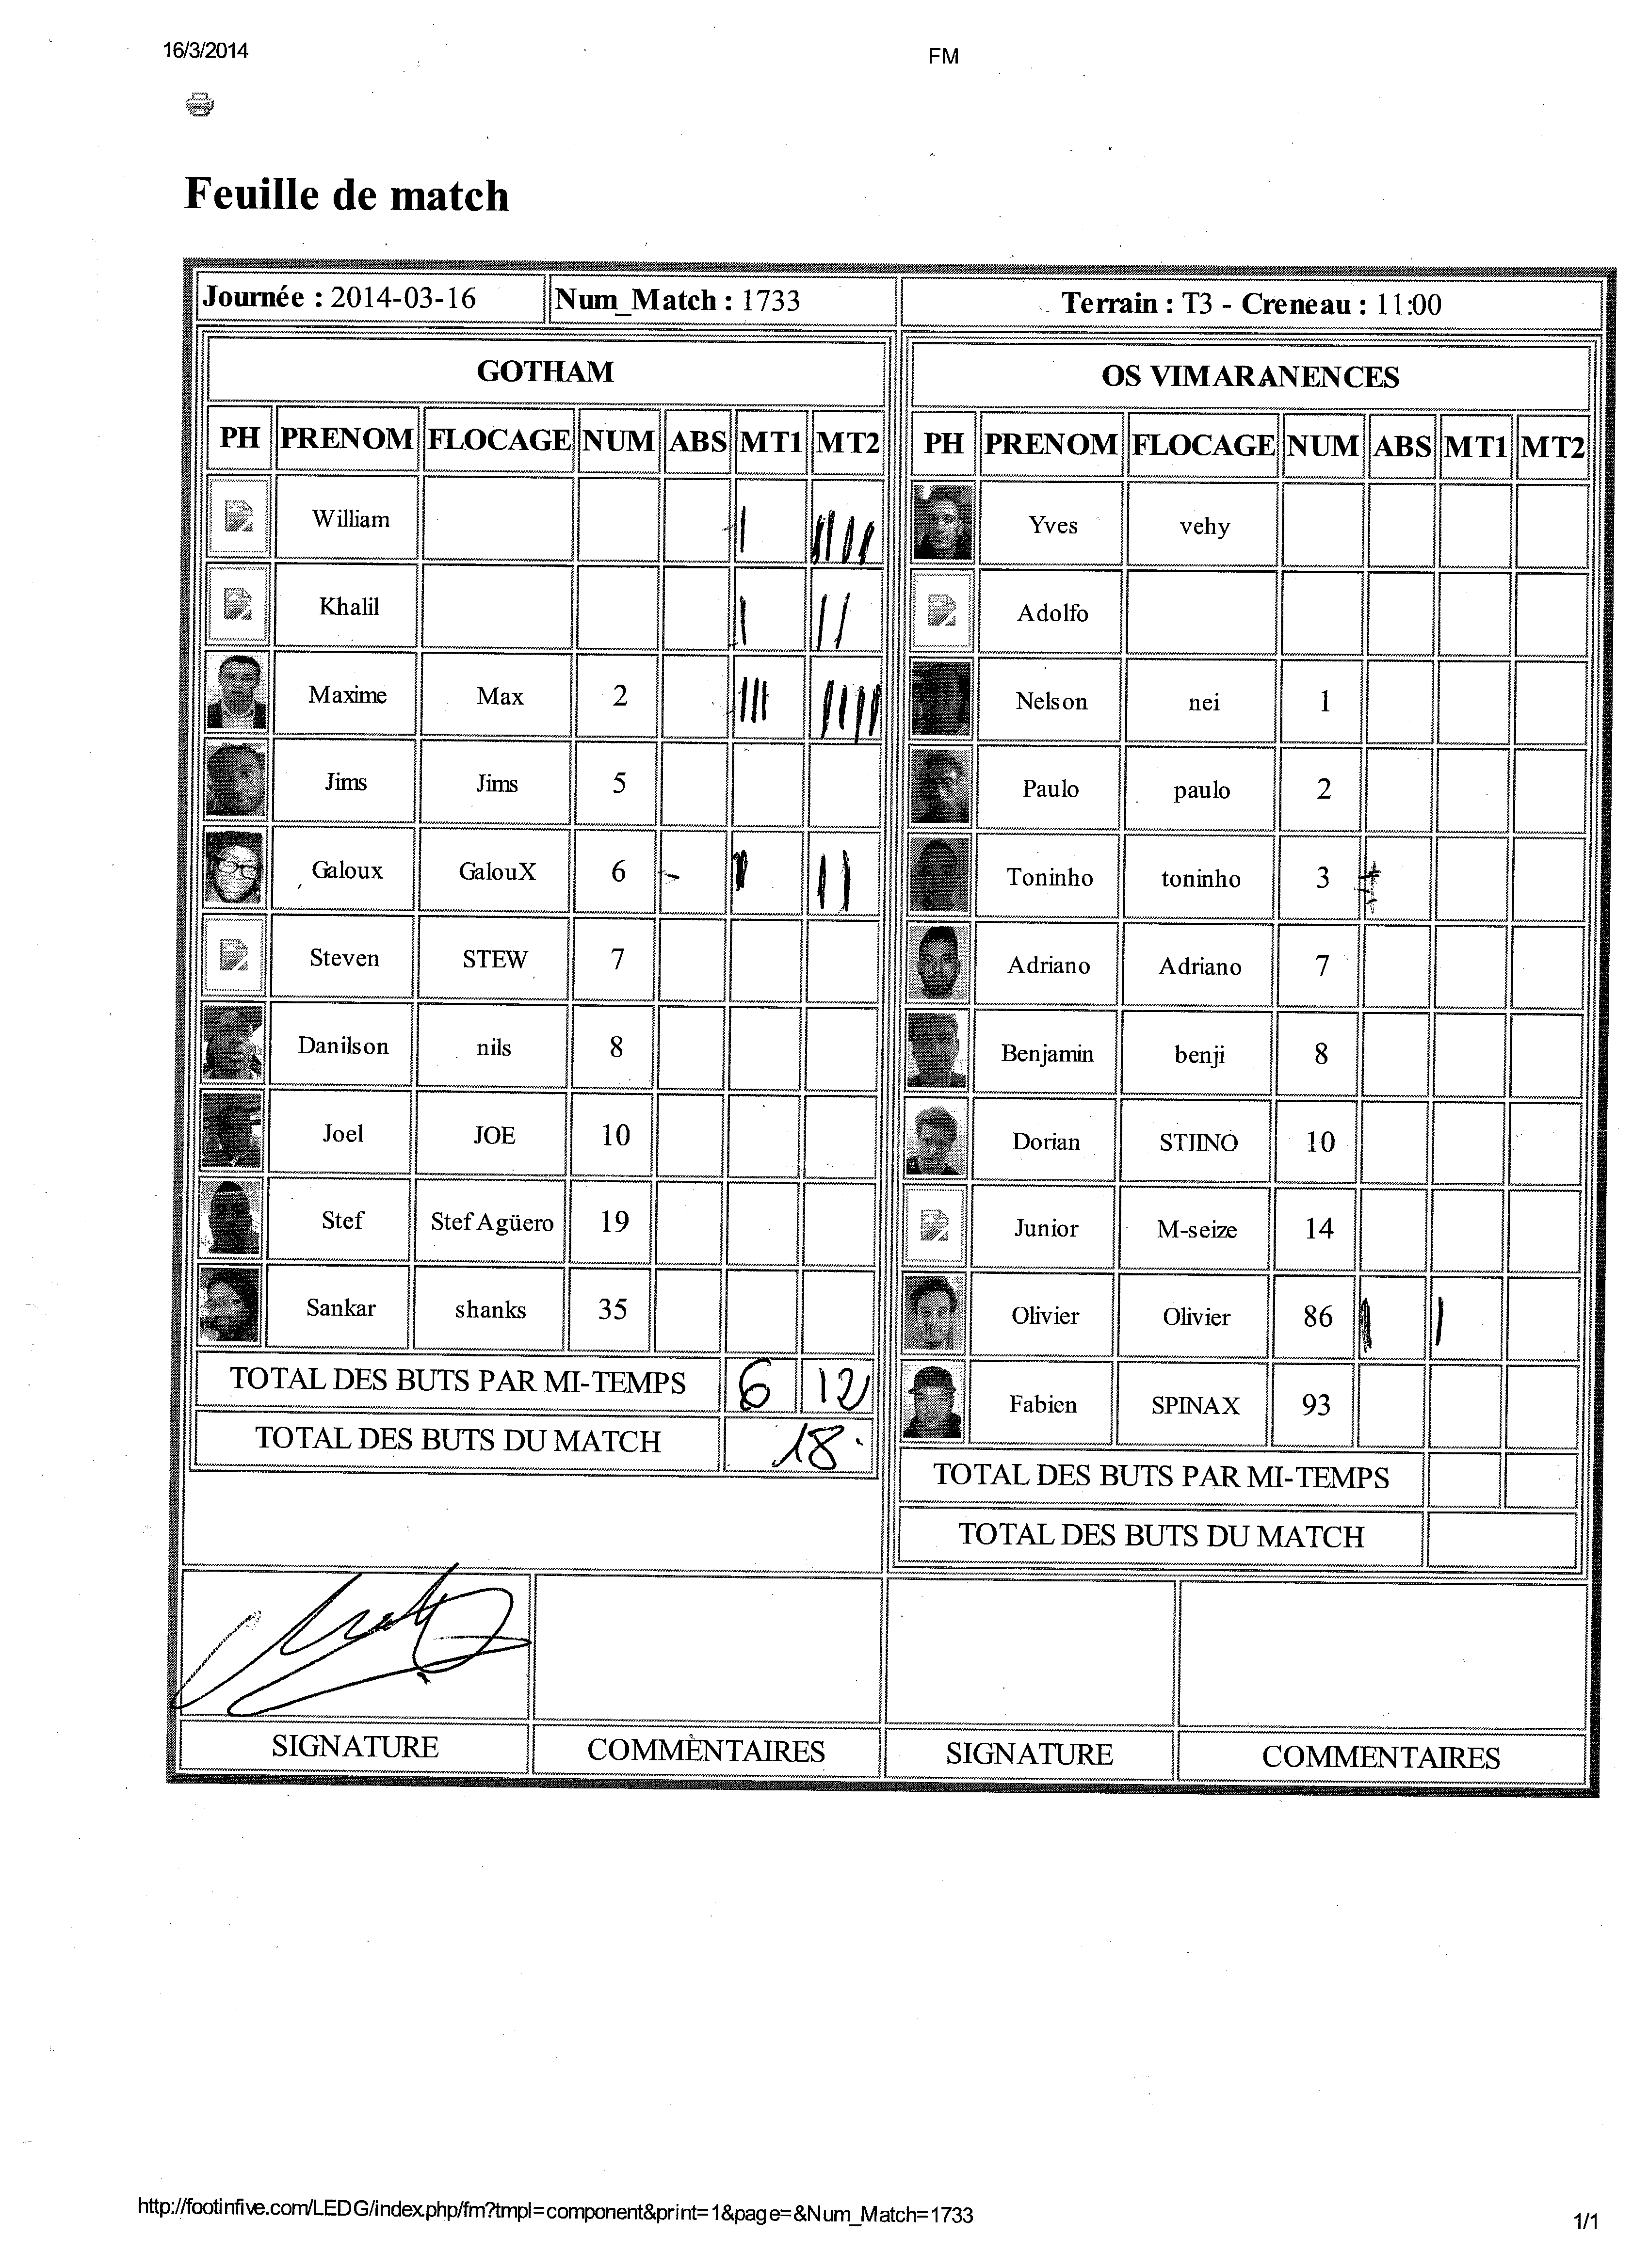 16/3/2014 FM
Feuille de match
Journée : 2014-03-16 Num_Match : 1733 Terrain : T3 - Creneau : 11:00
GOTHAM OS VIMARANENCES
PH PRENOM FLOCAGE NUM ABS MT1 MT2 PH PRENOM FLOCAGE NUM ABS MT1 MT2
William Yves vehy
Khalil Adolfo
Maxime Max 2 Nelson nei 1
Jims Jims 5 Paulo paulo 2
Galoux GalouX 6 Toninho toninho 3
Steven STEW 7 Adriano Adriano 7
Danilson nils 8 Benjamin benji 8
Joel JOE 10 Dorian STIINO 10
Stef Stef Agüero 19 Junior M-seize 14
Sankar shanks 35 Olivier Olivier 86
TOTAL DES BUTS PAR MI-TEMPS 6 12 Fabien SPINAX 93
TOTAL DES BUTS DU MATCH 18 TOTAL DES BUTS PAR MI-TEMPS
TOTAL DES BUTS DU MATCH
SIGNATURE COMMENTAIRES SIGNATURE COMMENTAIRES
http://footinfive.com/LEDG/index.php/fm?tmpl=component&print=1&page=&Num_Match=1733 1/1